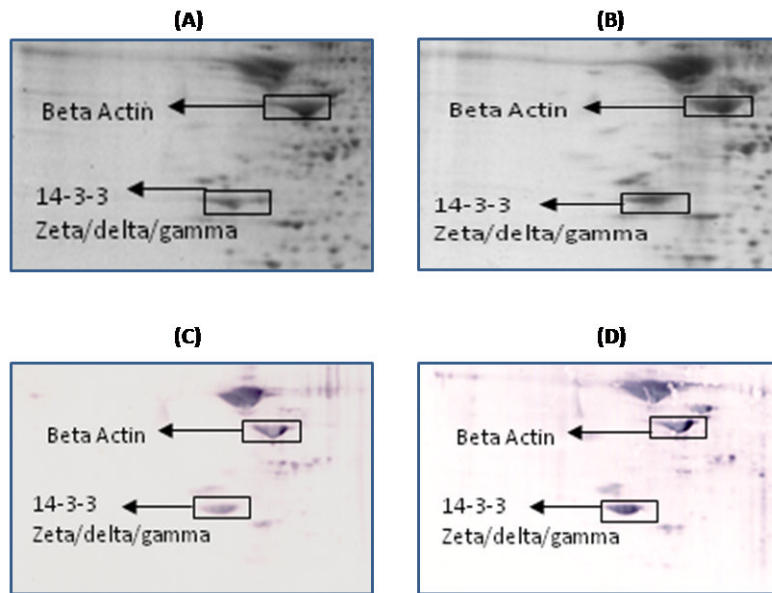 (A)
Beta Actin
14-3-3
Zeta/delta/gamma
(B)
Beta Actin
14-3-3
Zeta/delta/gamma
(C)
Beta Actin
14-3-3
Zeta/delta/gamma
(D)
Beta Actin
14-3-3
Zeta/delta/gamma